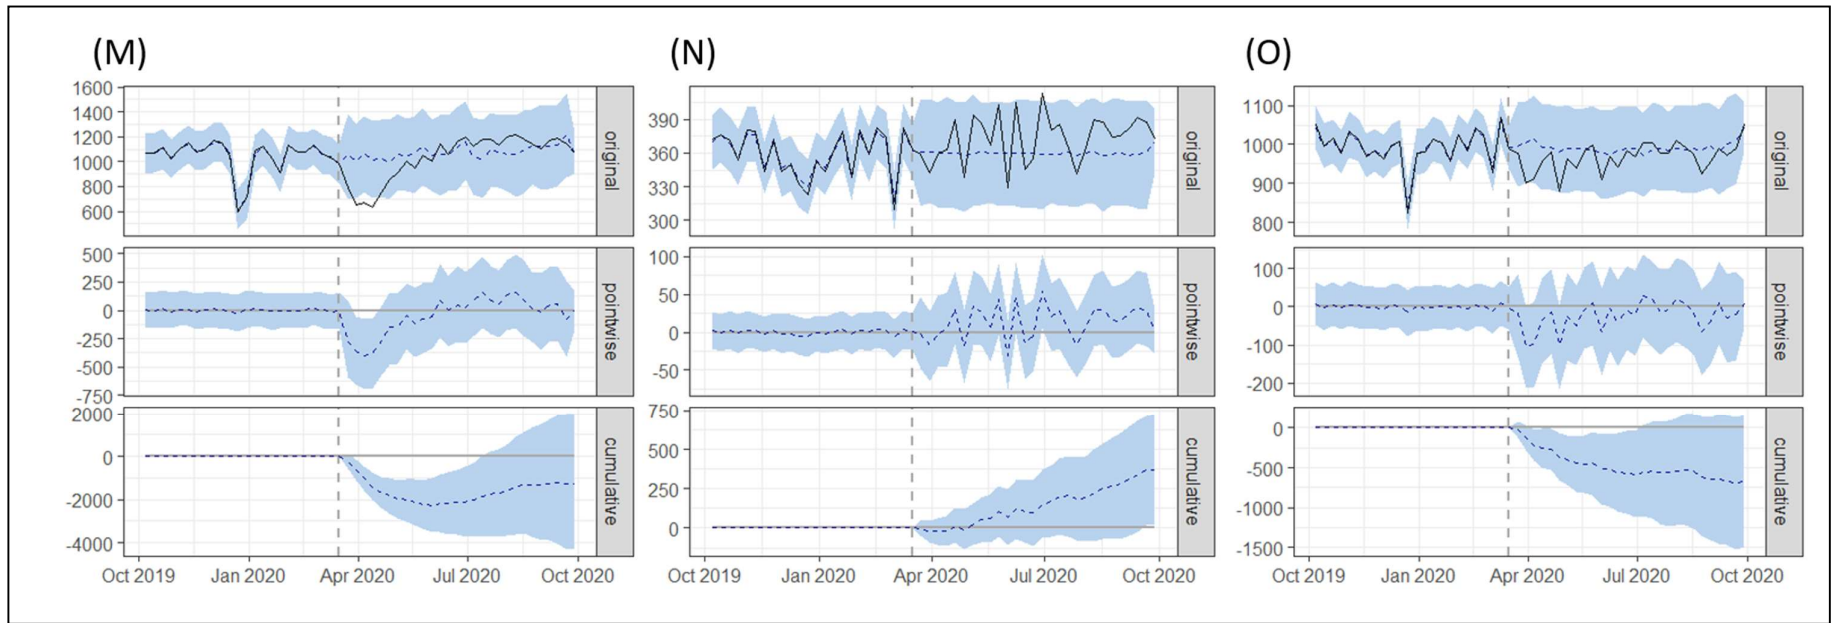 (M)
1600
1400
1200
1000
800
600
original
500
250
0
-250
-500
-750
pointwise
2000
0
-2000
-4000
cumulative
Oct 2019 Jan 2020 Apr 2020 Jul 2020 Oct 2020
(N)
390
360
330
300
original
100
50
0
-50
pointwise
750
500
250
0
cumulative
Oct 2019 Jan 2020 Apr 2020 Jul 2020 Oct 2020
(O)
1100
1000
900
800
original
100
0
-100
-200
pointwise
0
-500
-1000
-1500
cumulative
Oct 2019 Jan 2020 Apr 2020 Jul 2020 Oct 2020